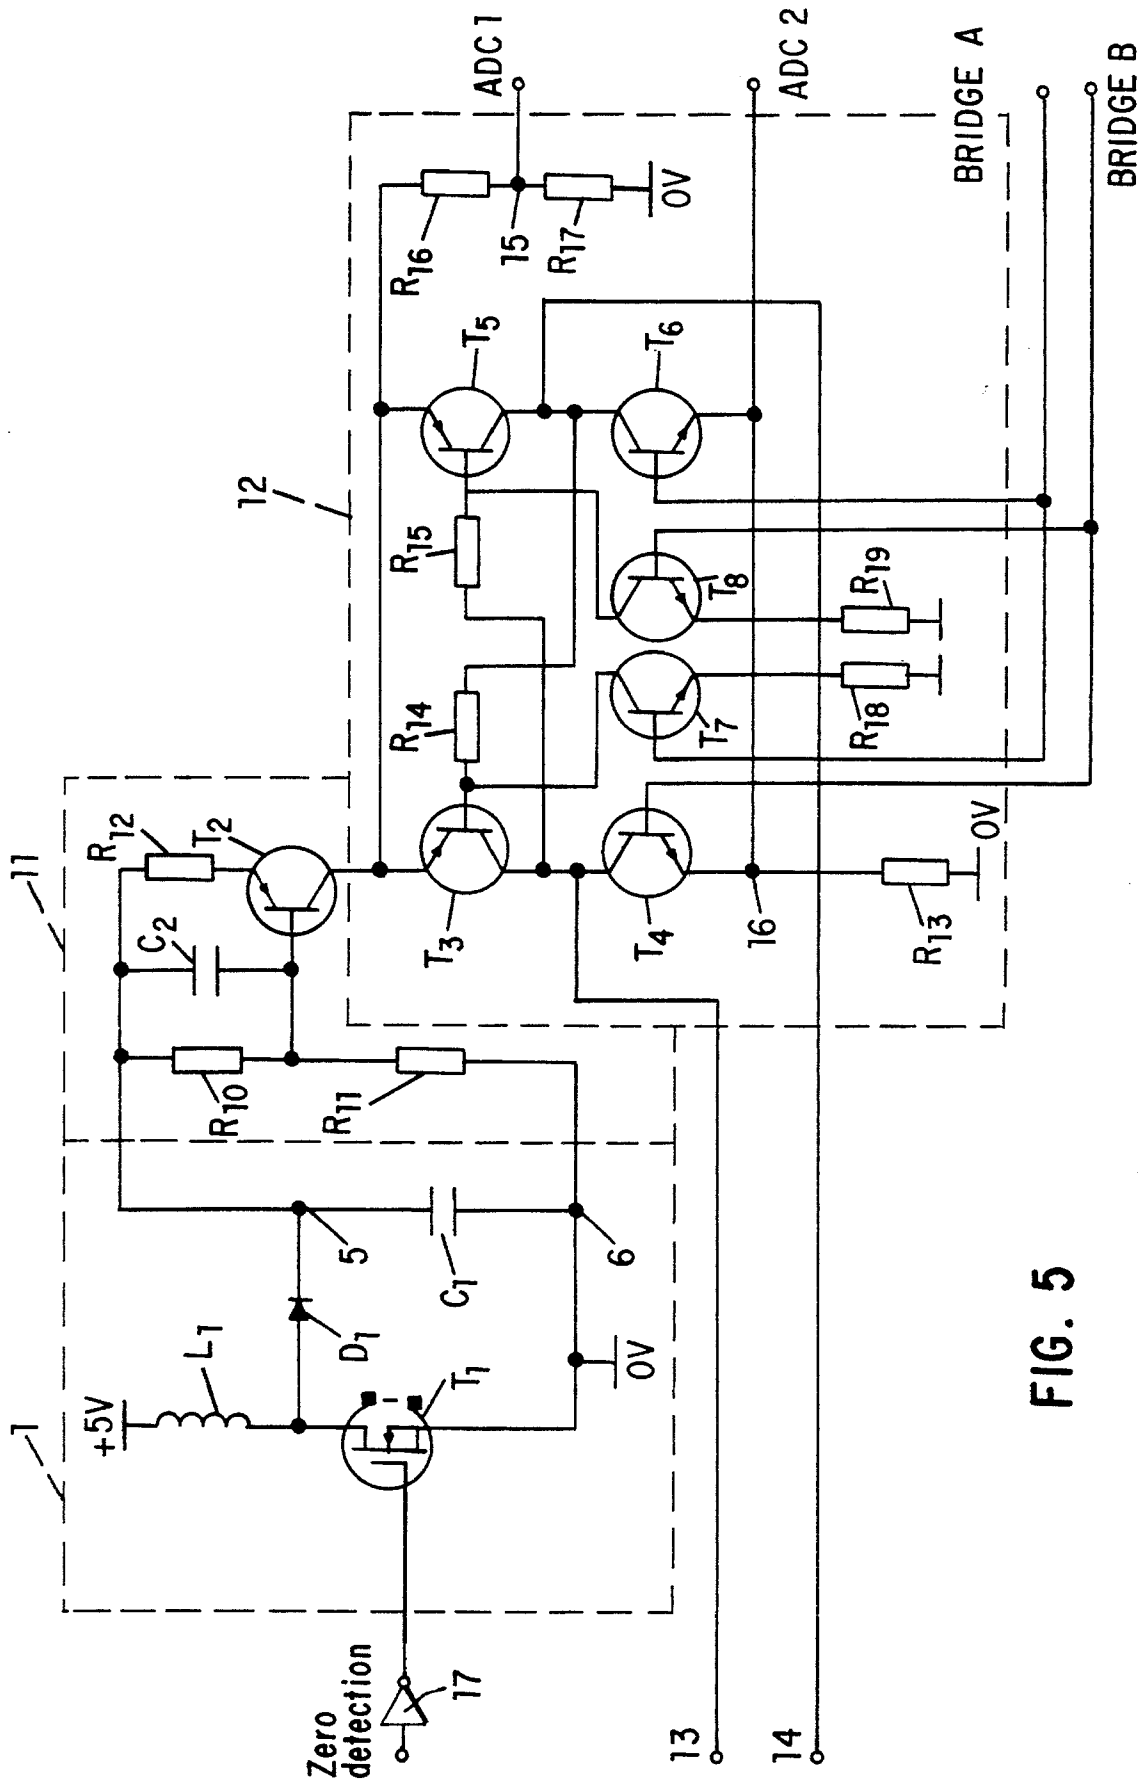 7
+5V
L1
D1
T1
5
C1
6
0V
Zero
detection
17
11
R10
R11
C2
R12
T2
12
T3
T4
R14
R15
T5
T6
T7
T8
R16
15
R17
0V
ADC 1
ADC 2
16
R13
0V
R18
R19
BRIDGE A
BRIDGE B
13
14
FIG. 5